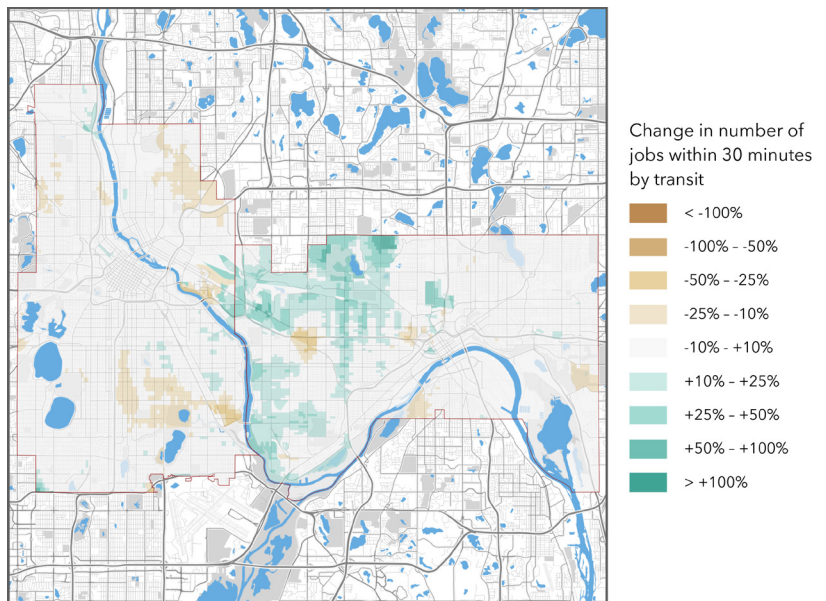 Change in number of
jobs within 30 minutes
by transit
< -100%
-100% – -50%
-50% – -25%
-25% – -10%
-10% - +10%
+10% – +25%
+25% – +50%
+50% – +100%
> +100%